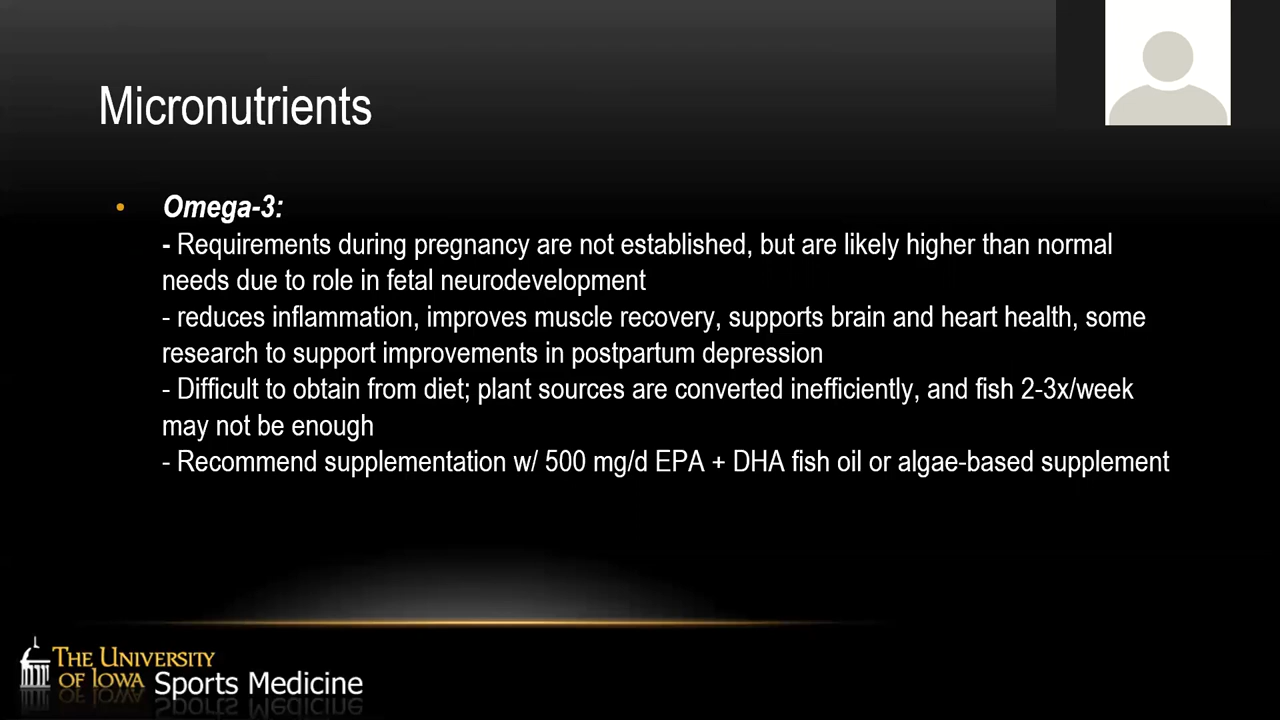 Micronutrients
• Omega-3:
- Requirements during pregnancy are not established, but are likely higher than normal
needs due to role in fetal neurodevelopment
- reduces inflammation, improves muscle recovery, supports brain and heart health, some
research to support improvements in postpartum depression
- Difficult to obtain from diet; plant sources are converted inefficiently, and fish 2-3x/week
may not be enough
- Recommend supplementation w/ 500 mg/d EPA + DHA fish oil or algae-based supplement
THE UNIVERSITY
OF IOWA Sports Medicine